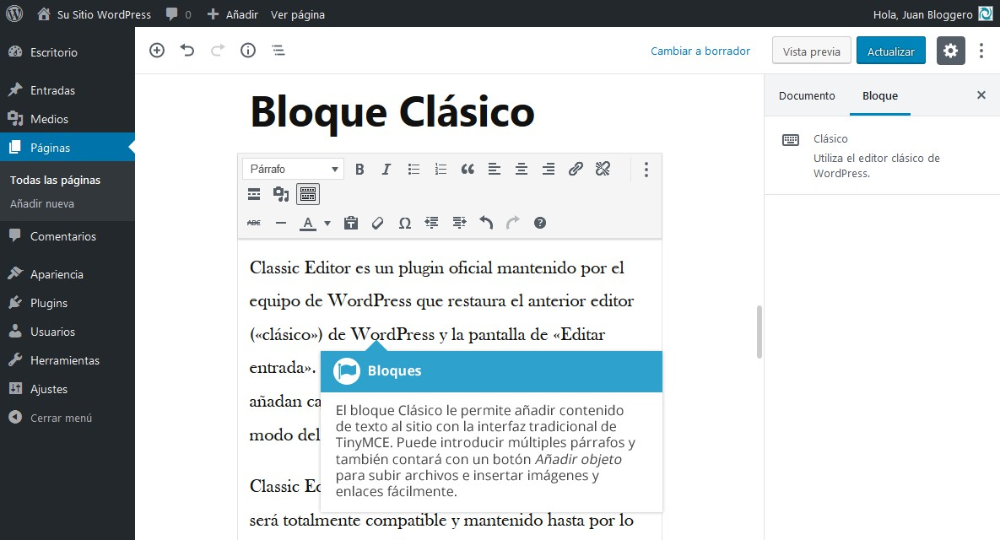 Su Sitio WordPress 0 Añadir Ver página Hola, Juan Bloggero
Escritorio
Entradas
Medios
Páginas
Todas las páginas
Añadir nueva
Comentarios
Apariencia
Plugins
Usuarios
Herramientas
Ajustes
Cerrar menú
Cambiar a borrador Vista previa Actualizar
Bloque Clásico
Párrafo B I
ABC A
Classic Editor es un plugin oficial mantenido por el
equipo de WordPress que restaura el anterior editor
(«clásico») de WordPress y la pantalla de «Editar
entrada».
añadan ca
modo del
Classic Ed
será totalmente compatible y mantenido hasta por lo
Bloques
El bloque Clásico le permite añadir contenido
de texto al sitio con la interfaz tradicional de
TinyMCE. Puede introducir múltiples párrafos y
también contará con un botón Añadir objeto
para subir archivos e insertar imágenes y
enlaces fácilmente.
Documento Bloque
Clásico
Utiliza el editor clásico de
WordPress.